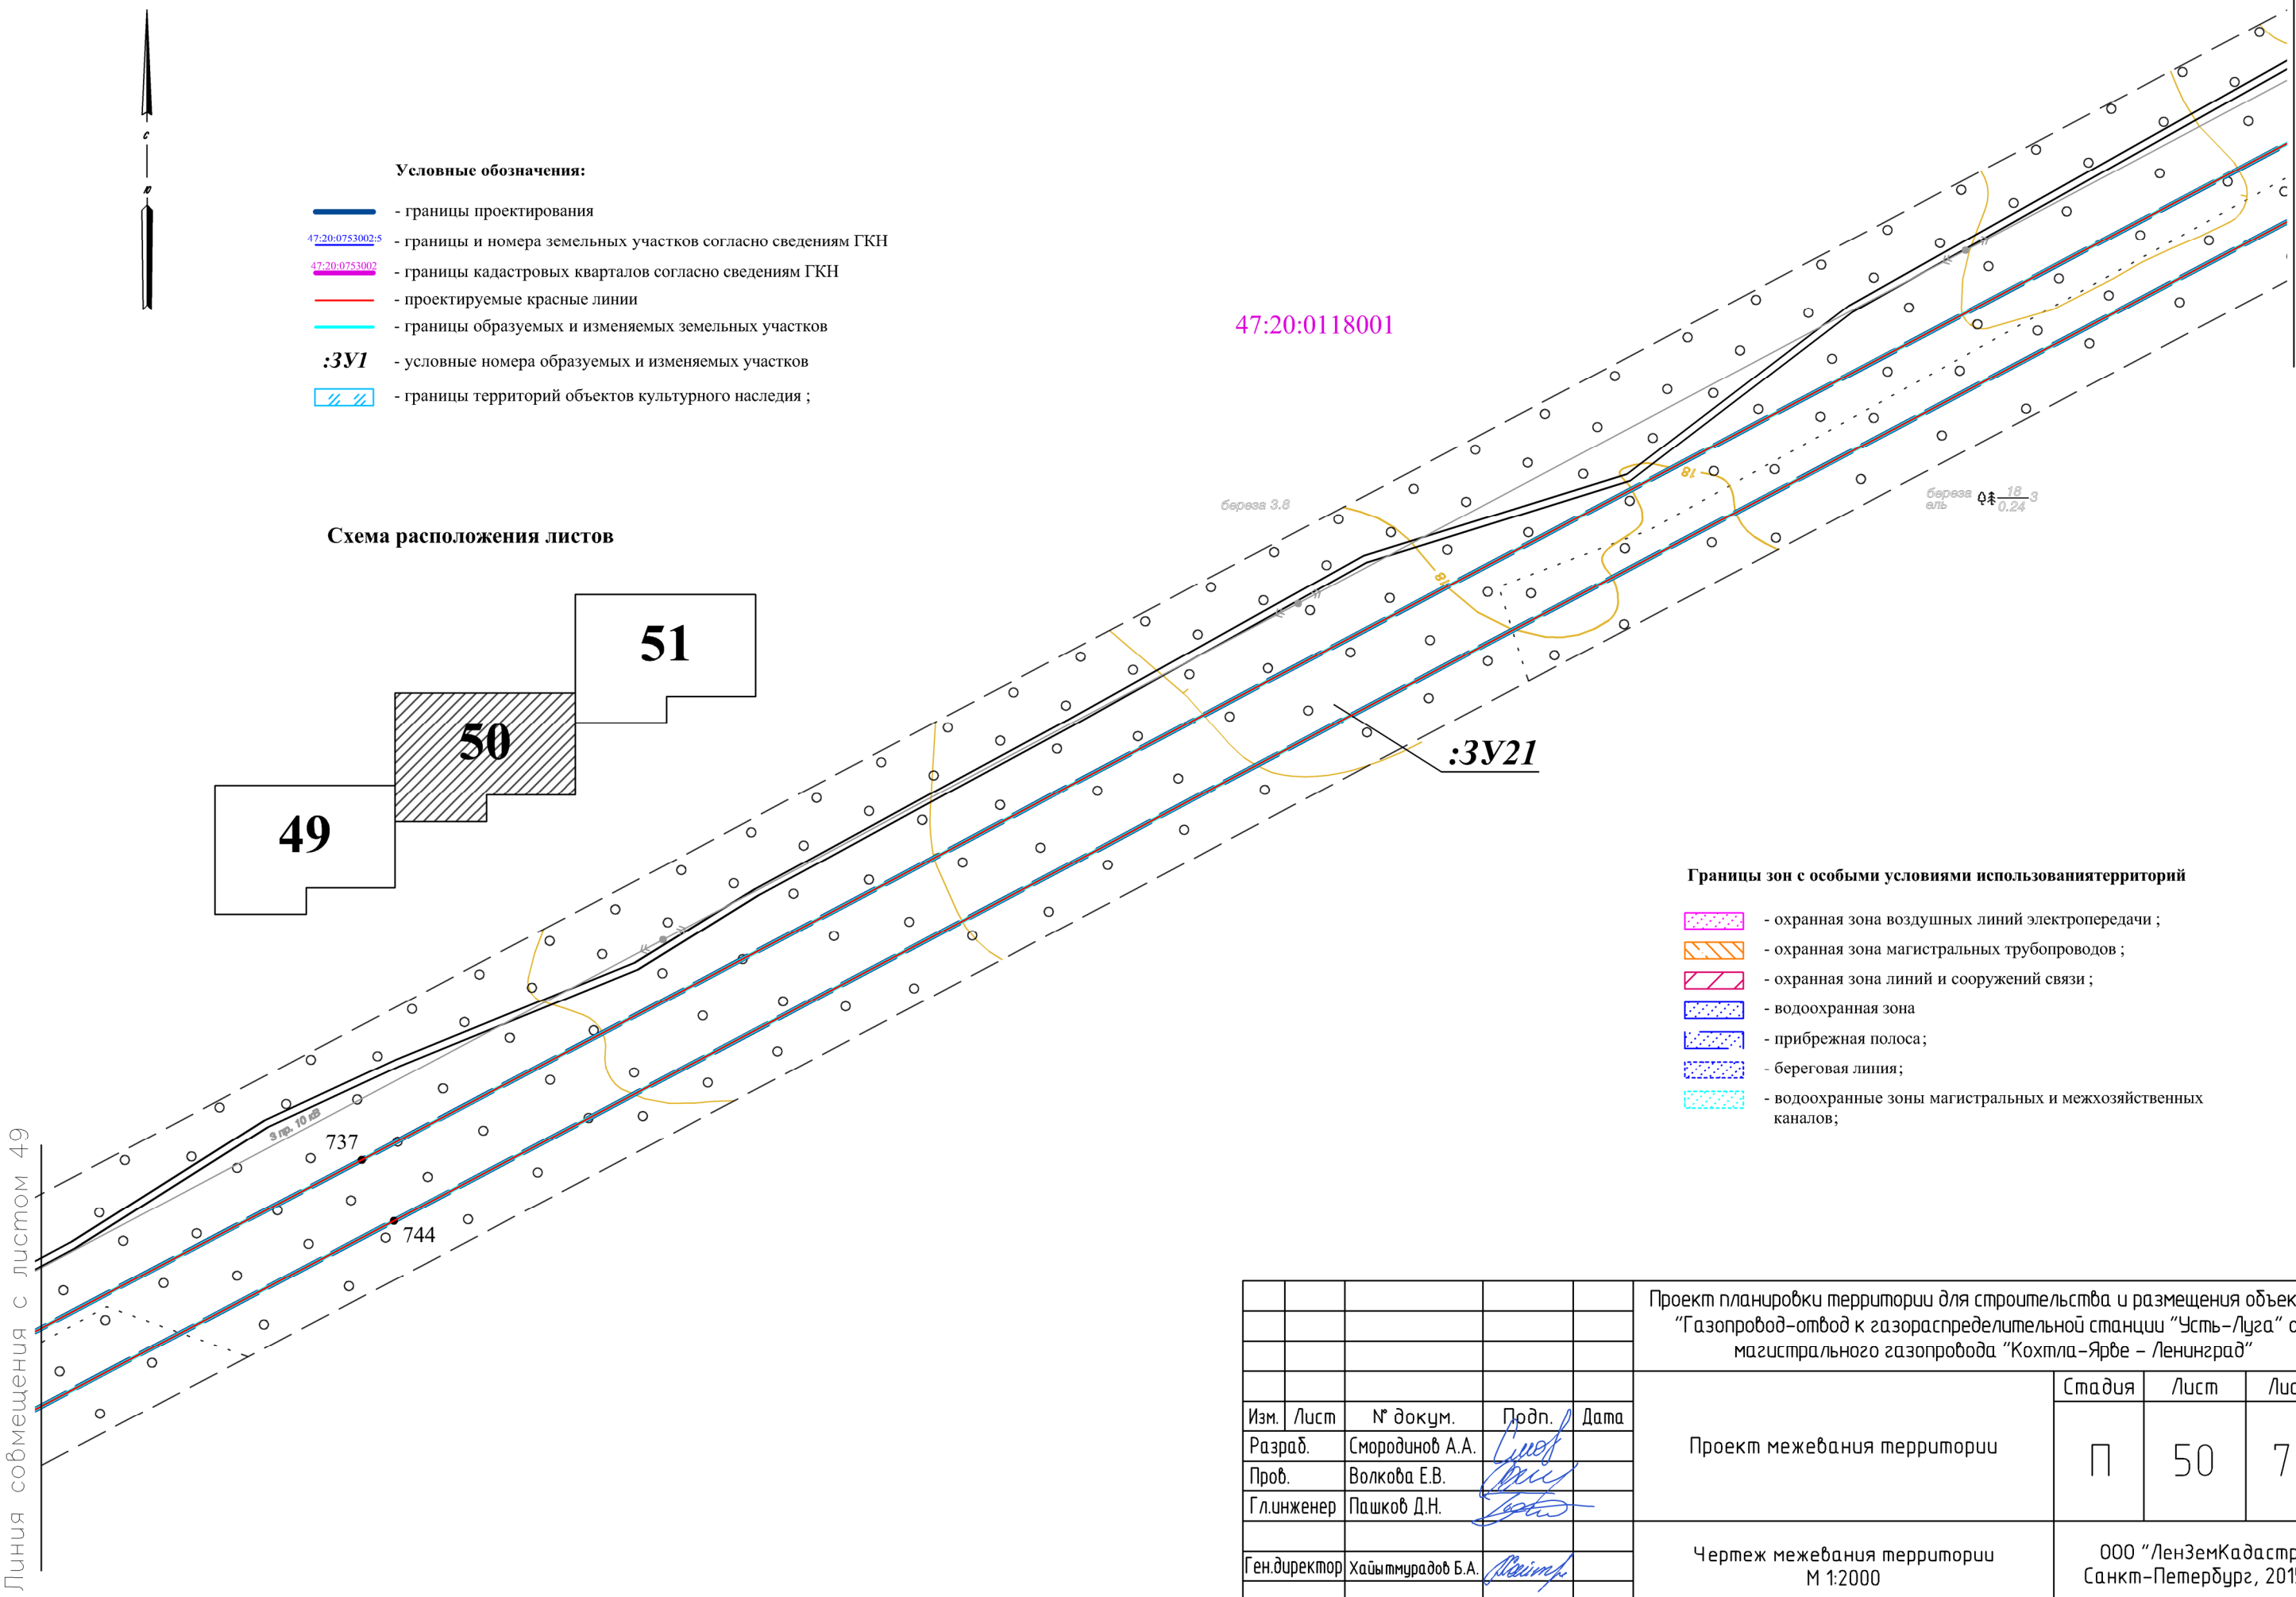 с
ю
Условные обозначения:
- границы проектирования
47:20:0753002:5
- границы и номера земельных участков согласно сведениям ГКН
47:20:0753002
- границы кадастровых кварталов согласно сведениям ГКН
- проектируемые красные линии
- границы образуемых и изменяемых земельных участков
:ЗУ1 - условные номера образуемых и изменяемых участков
- границы территорий объектов культурного наследия ;
47:20:0118001
18
береза 3.8
береза
ель
18
0.24
3
Схема расположения листов
51
50
49
18
:ЗУ21
Границы зон с особыми условиями использованиятерриторий
- охранная зона воздушных линий электропередачи ;
- охранная зона магистральных трубопроводов ;
- охранная зона линий и сооружений связи ;
- водоохранная зона
- прибрежная полоса;
- береговая линия;
- водоохранные зоны магистральных и межхозяйственных
каналов;
3 пр. 10 кВ
737
744
Линия совмещения с листом 49
Проект планировки территории для строительства и размещения объек
"Газопровод-отвод к газораспределительной станции "Усть-Луга" о
магистрального газопровода "Кохтла-Ярве - Ленинград"
Изм. Лист № докум. Подп. Дата
Разраб. Смородинов А.А.
Пров. Волкова Е.В.
Гл.инженер Пашков Д.Н.
Ген.директор Хайытмурадов Б.А.
Проект межевания территории
Стадия Лист Лис
П 50 7
Чертеж межевания территории
М 1:2000
ООО "ЛенЗемКадастр
Санкт-Петербург, 201